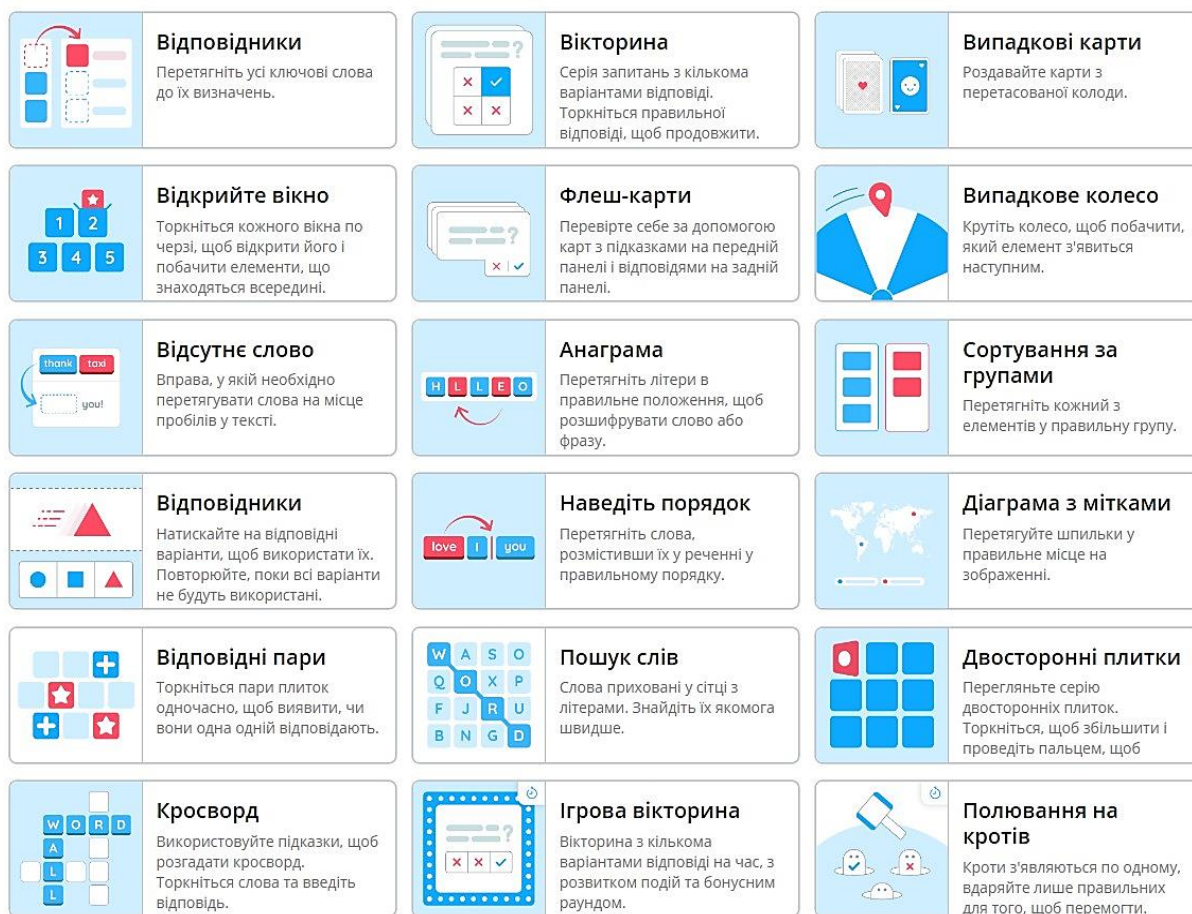 Відповідники
Перетягніть усі ключові слова
до їх визначень.
?
Вікторина
Серія запитань з кількома
варіантами відповіді.
Торкніться правильної
відповіді, щоб продовжити.
Випадкові карти
Роздавайте карти з
перетасованої колоди.
1 2
3 4 5
Відкрийте вікно
Торкніться кожного вікна по
черзі, щоб відкрити його і
побачити елементи, що
знаходяться всередині.
?
Флеш-карти
Перевірте себе за допомогою
карт з підказками на передній
панелі і відповідями на задній
панелі.
Випадкове колесо
Крутіть колесо, щоб побачити,
який елемент з'явиться
наступним.
thank taxi
you!
Відсутнє слово
Вправа, у якій необхідно
перетягувати слова на місце
пробілів у тексті.
H L L E O
Анаграма
Перетягніть літери в
правильне положення, щоб
розшифрувати слово або
фразу.
Сортування за
групами
Перетягніть кожний з
елементів у правильну групу.
Відповідники
Натискайте на відповідні
варіанти, щоб використати їх.
Повторюйте, поки всі варіанти
не будуть використані.
love I you
Наведіть порядок
Перетягніть слова,
розмістивши їх у реченні у
правильному порядку.
Діаграма з мітками
Перетягуйте шпильки у
правильне місце на
зображенні.
Відповідні пари
Торкніться пари плиток
одночасно, щоб виявити, чи
вони одна одній відповідають.
W A S O
Q O X P
F J R U
B N G D
Пошук слів
Слова приховані у сітці з
літерами. Знайдіть їх якомога
швидше.
Двосторонні плитки
Перегляньте серію
двосторонніх плиток.
Торкніться, щоб збільшити і
проведіть пальцем, щоб
W O R D
A
L
L
Кросворд
Використовуйте підказки, щоб
розгадати кросворд.
Торкніться слова та введіть
відповідь.
?
Ігрова вікторина
Вікторина з кількома
варіантами відповіді на час, з
розвитком подій та бонусним
раундом.
Полювання на
кротів
Кроти з'являються по одному,
вдаряйте лише правильних
для того, щоб перемогти.